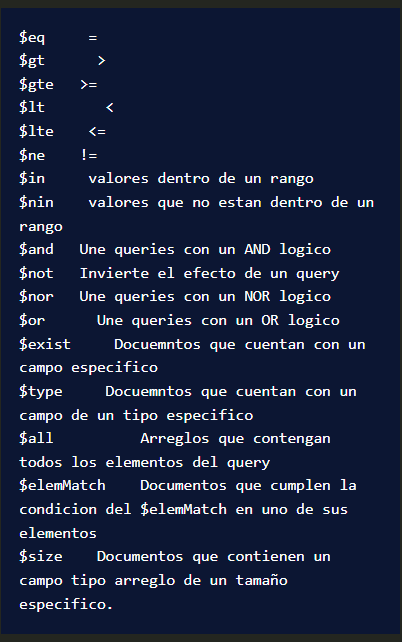 $eq     =
$gt      >
$gte   >=
$lt       <
$lte    <=
$ne    !=
$in     valores dentro de un rango
$nin    valores que no estan dentro de un
rango
$and   Une queries con un AND logico
$not   Invierte el efecto de un query
$nor   Une queries con un NOR logico
$or      Une queries con un OR logico
$exist     Docuemntos que cuentan con un
campo especifico
$type     Docuemntos que cuentan con un
campo de un tipo especifico
$all          Arreglos que contengan
todos los elementos del query
$elemMatch    Documentos que cumplen la
condicion del $elemMatch en uno de sus
elementos
$size    Documentos que contienen un
campo tipo arreglo de un tamaño
especifico.